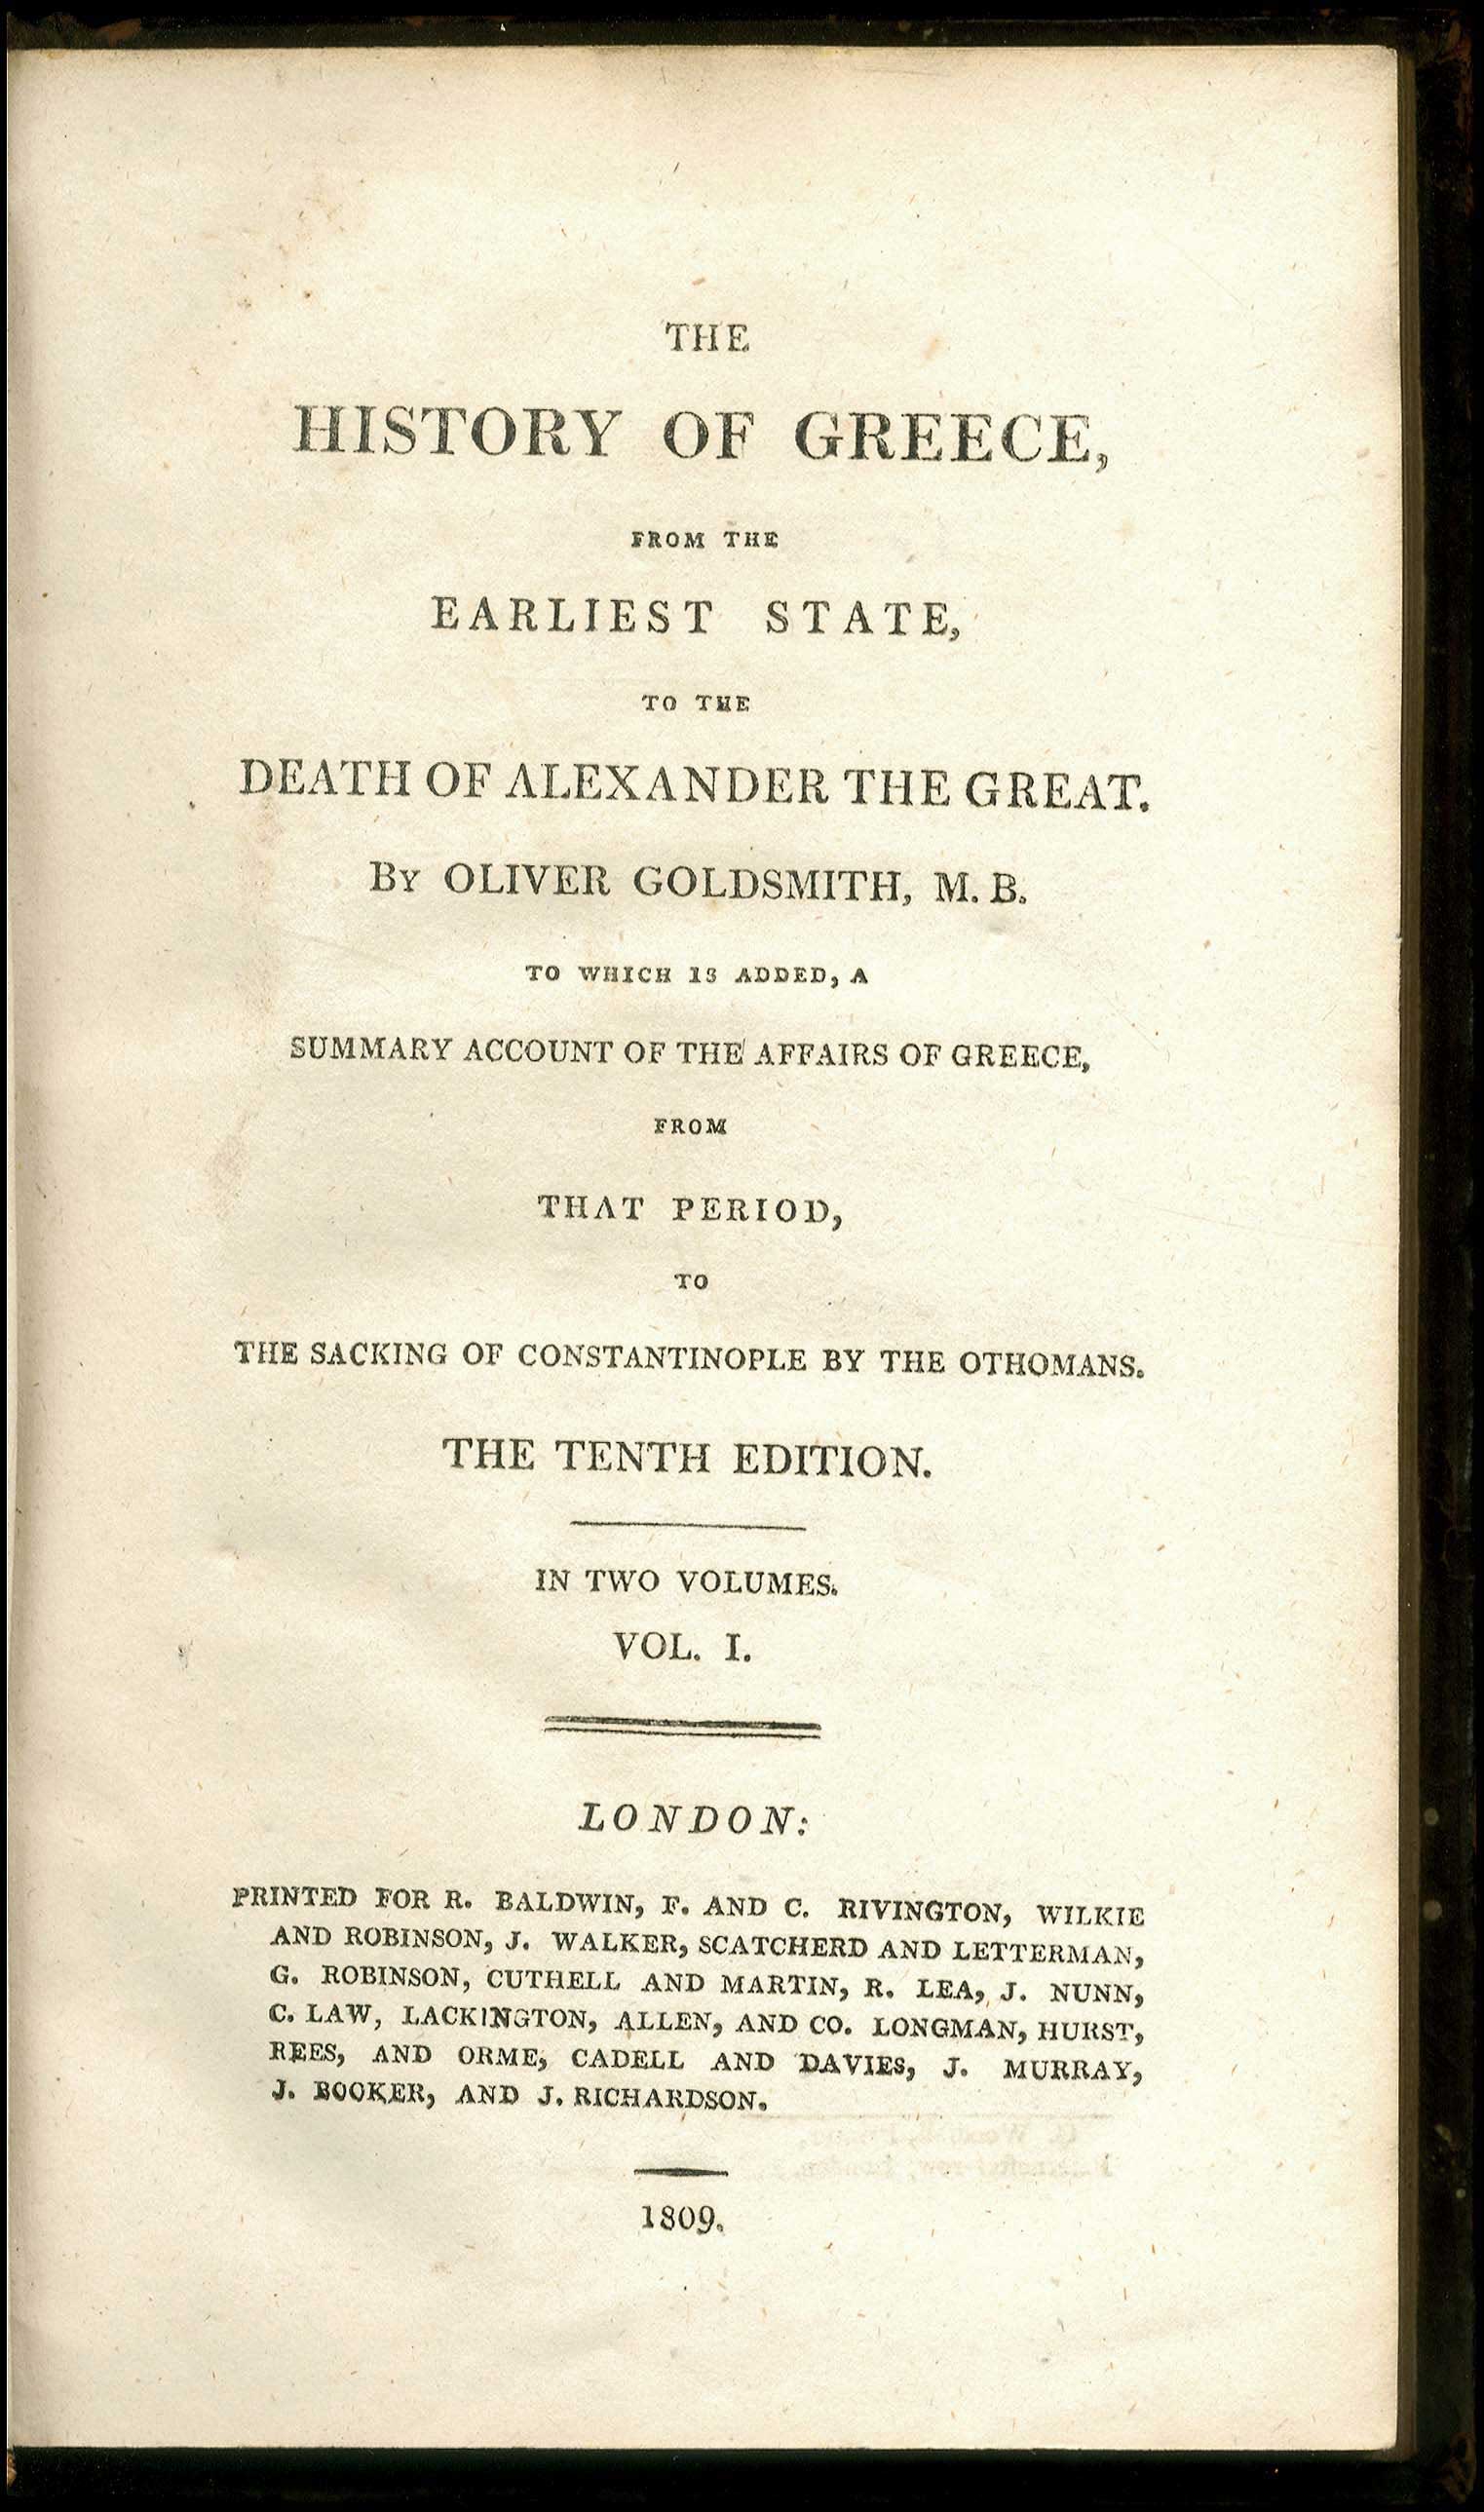 THE
HISTORY OF GREECE,
FROM THE
EARLIEST STATE,
TO THE
DEATH OF ALEXANDER THE GREAT.
BY OLIVER GOLDSMITH, M. B.
TO WHICH IS ADDED, A
SUMMARY ACCOUNT OF THE AFFAIRS OF GREECE,
FROM
THAT PERIOD,
TO
THE SACKING OF CONSTANTINOPLE BY THE OTHOMANS.
THE TENTH EDITION.
IN TWO VOLUMES.
VOL. I.
LONDON:
PRINTED FOR R. BALDWIN, F. AND C. RIVINGTON, WILKIE
AND ROBINSON, J. WALKER, SCATCHERD AND LETTERMAN,
G. ROBINSON, CUTHELL AND MARTIN, R. LEA, J. NUNN,
C. LAW, LACKINGTON, ALLEN, AND CO. LONGMAN, HURST,
REES, AND ORME, CADELL AND DAVIES, J. MURRAY,
J. BOOKER, AND J. RICHARDSON.
1809.